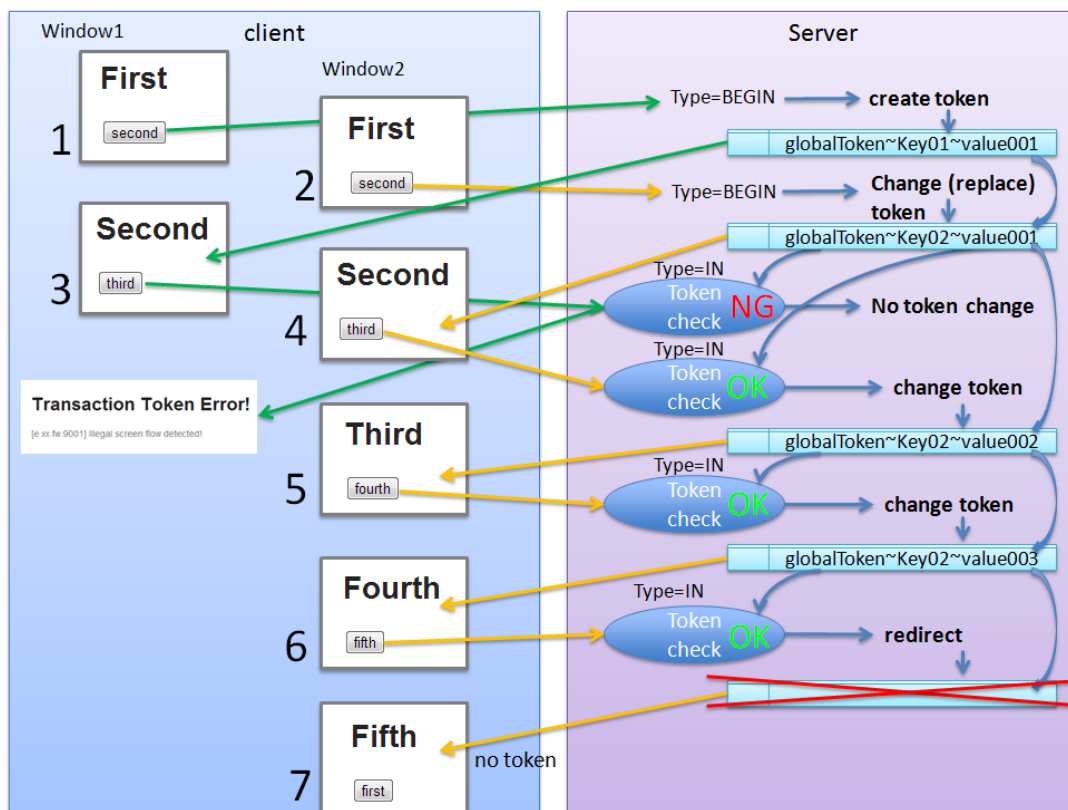 Window1
client
Server
First
1
second
Window2
First
2
second
Type=BEGIN
create token
globalToken~Key01~value001
Type=BEGIN
Change (replace)
token
globalToken~Key02~value001
Second
3
third
Second
4
third
Type=IN
Token
check
NG
No token change
Type=IN
Token
check
OK
change token
Transaction Token Error!
[e.xx.fw.9001] Illegal screen flow detected!
Third
5
fourth
globalToken~Key02~value002
Type=IN
Token
check
OK
change token
globalToken~Key02~value003
Fourth
6
fifth
Type=IN
Token
check
OK
redirect
Fifth
7
first
no token